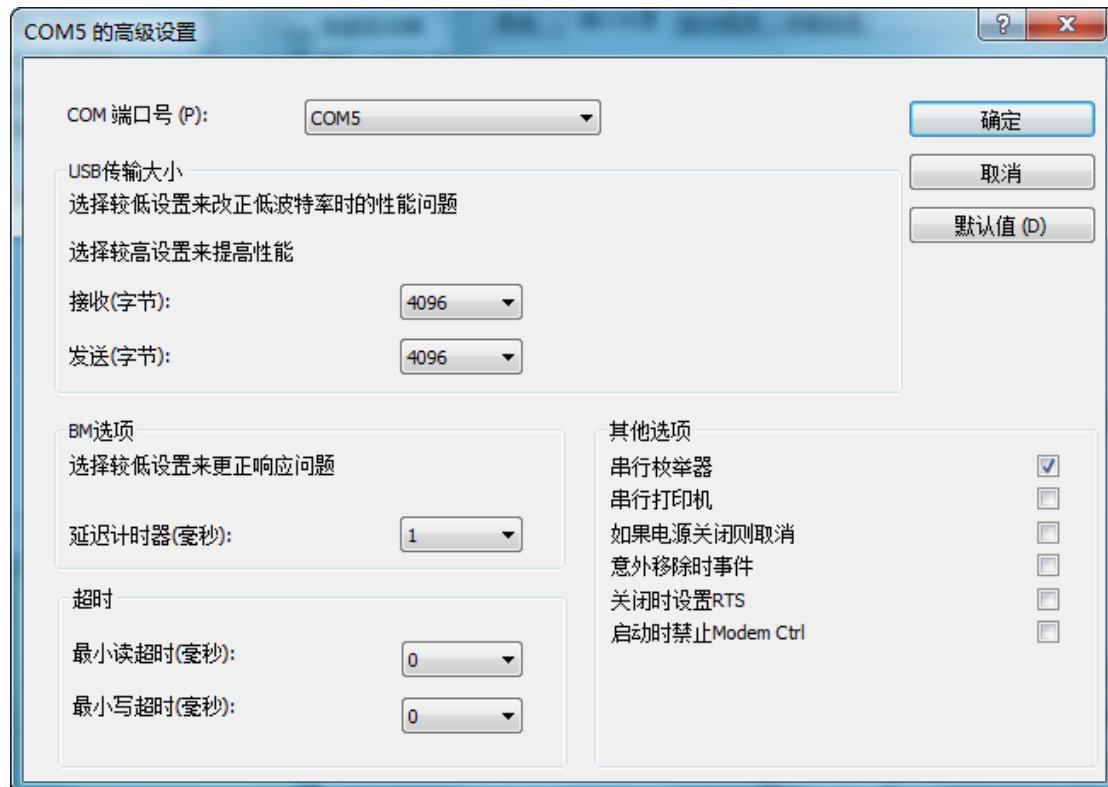 COM5 的高级设置
COM 端口号 (P):
COM5
确定
取消
默认值 (D)
USB传输大小
选择较低设置来改正低波特率时的性能问题
选择较高设置来提高性能
接收(字节):
4096
发送(字节):
4096
BM选项
选择较低设置来更正响应问题
延迟计时器(毫秒):
1
超时
最小读超时(毫秒):
0
最小写超时(毫秒):
0
其他选项
串行枚举器
串行打印机
如果电源关闭则取消
意外移除时事件
关闭时设置RTS
启动时禁止Modem Ctrl